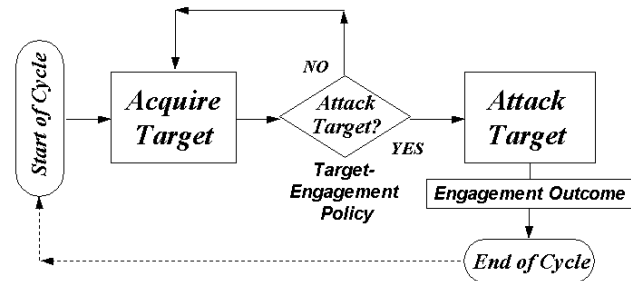 Start of Cycle
Acquire
Target
NO
Attack
Target?
YES
Target-
Engagement
Policy
Attack
Target
Engagement Outcome
End of Cycle